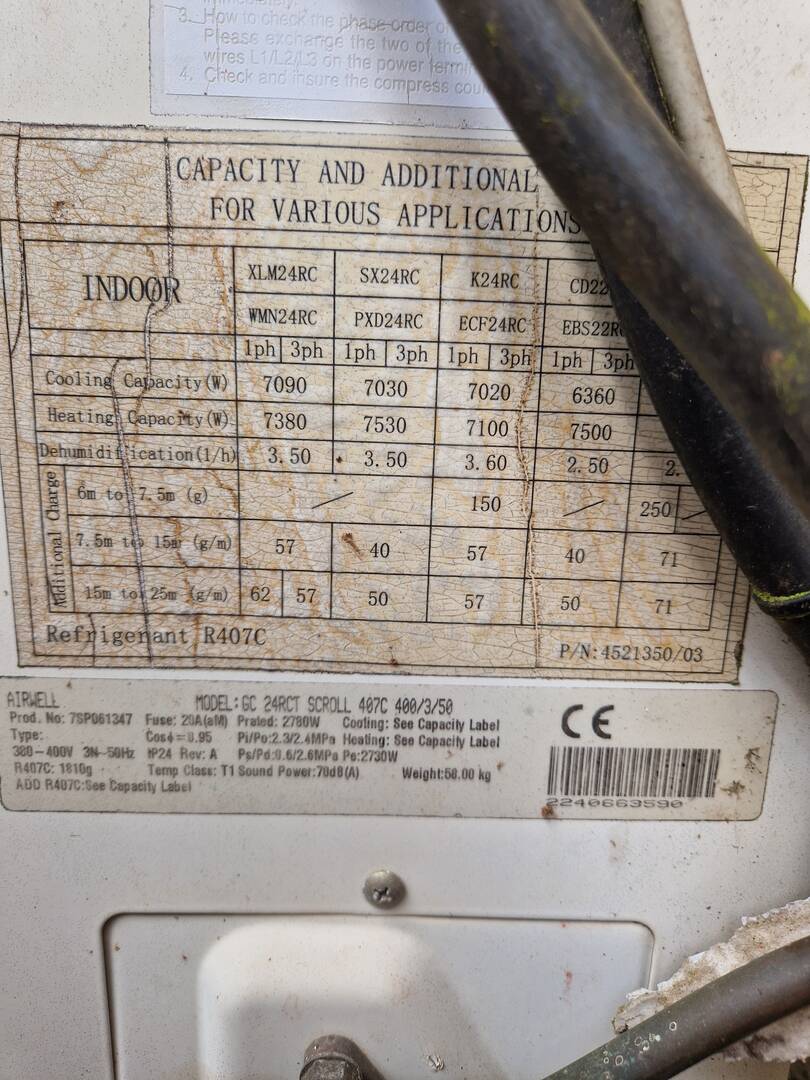 3. How to check the phase order o
Please exchange the two of the
wires L1/L2/L3 on the power termi
4. Check and insure the compress cou
CAPACITY AND ADDITIONAL
FOR VARIOUS APPLICATIONS
INDOOR XLM24RC SX24RC K24RC CD22
WMN24RC PXD24RC ECF24RC EBS22R
1ph 3ph 1ph 3ph 1ph 3ph 1ph 3ph
Cooling Capacity(W) 7090 7030 7020 6360
Heating Capacity(W) 7380 7530 7100 7500
Dehumidification(l/h) 3.50 3.50 3.60 2.50 2.
Additional Charge
6m to 7.5m (g) / 150 / 250 /
7.5m to 15m (g/m) 57 40 57 40 71
15m to 25m (g/m) 62 57 50 57 50 71
Refrigenant R407C P/N:4521350/03
AIRWELL MODEL:GC 24RCT SCROLL 407C 400/3/50
Prod. No: 7SP061347 Fuse: 20A(aM) Prated: 2780W Cooling: See Capacity Label
Type: Cosɸ=0.95 Pi/Po:2.3/2.4MPa Heating: See Capacity Label
380-400V 3N~50Hz IP24 Rev: A Ps/Pd:0.6/2.6MPa Pe:2730W
R407C: 1810g Temp Class: T1 Sound Power:70dB(A) Weight:58.00 kg
ADD R407C:See Capacity Label
CE
2240663590